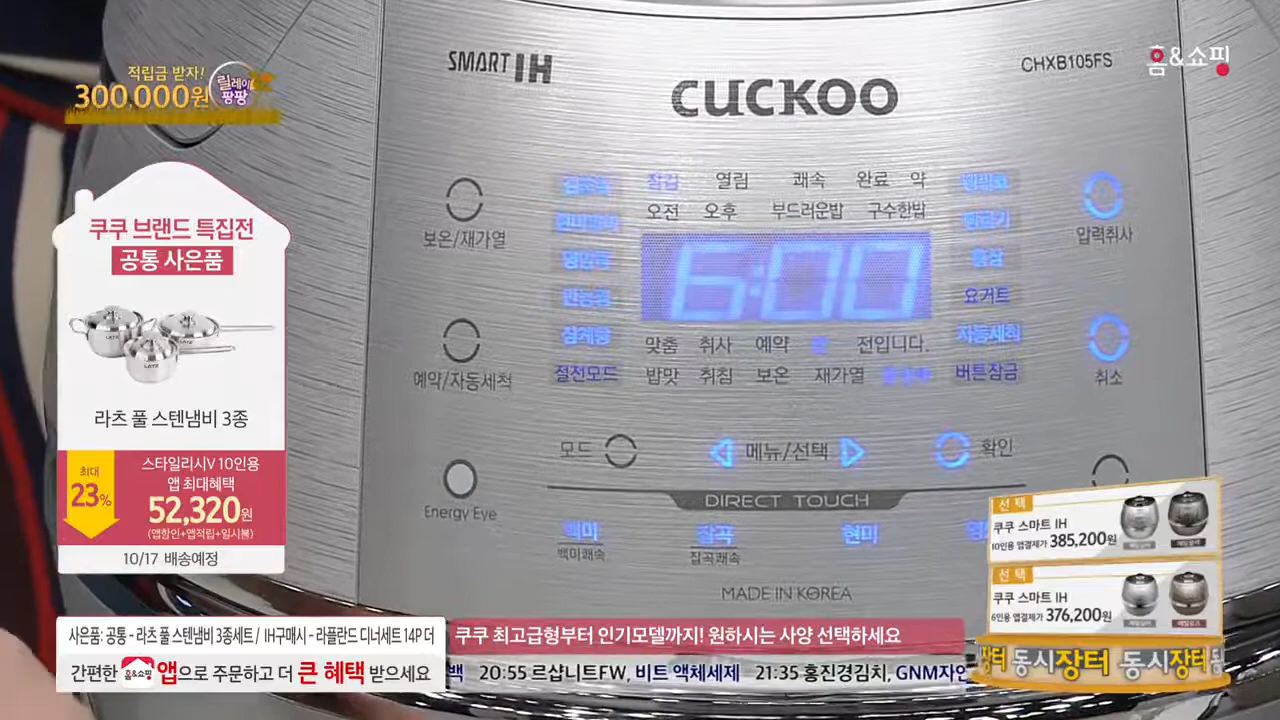 적립금 받자!
300,000원
릴레이
팡팡
홈&쇼핑
쿠쿠 브랜드 특집전
공통 사은품
LATZ
라츠 풀 스텐냄비 3종
최대
23%
스타일리시V 10인용
앱 최대혜택
52,320원
(앱할인+앱적립+일시불)
10/17 배송예정
SMART IH
CUCKOO
CHXB105FS
잠김 열림 쾌속 완료 약
오전 오후 부드러운밥 구수한밥
6:00
요거트
자동세척
맞춤 취사 예약 분 전입니다.
절전모드
밥맛 취침 보온 재가열
버튼잠금
보온/재가열
압력취사
예약/자동세척
취소
모드
메뉴/선택
확인
Energy Eye
DIRECT TOUCH
백미
백미쾌속
잡곡
잡곡쾌속
현미
MADE IN KOREA
선택
쿠쿠 스마트 IH
10인용 앱결제가 385,200원
선택
쿠쿠 스마트 IH
6인용 앱결제가 376,200원
장터 동시장터 동시장터 동
사은품: 공통 - 라츠 풀 스텐냄비 3종세트 / IH구매시 - 라플란드 디너세트 14P 더
쿠쿠 최고급형부터 인기모델까지! 원하시는 사양 선택하세요
간편한 홈&쇼핑 앱으로 주문하고 더 큰 혜택 받으세요
백 20:55 르샵니트FW, 비트 액체세제 21:35 홍진경김치, GNM자연